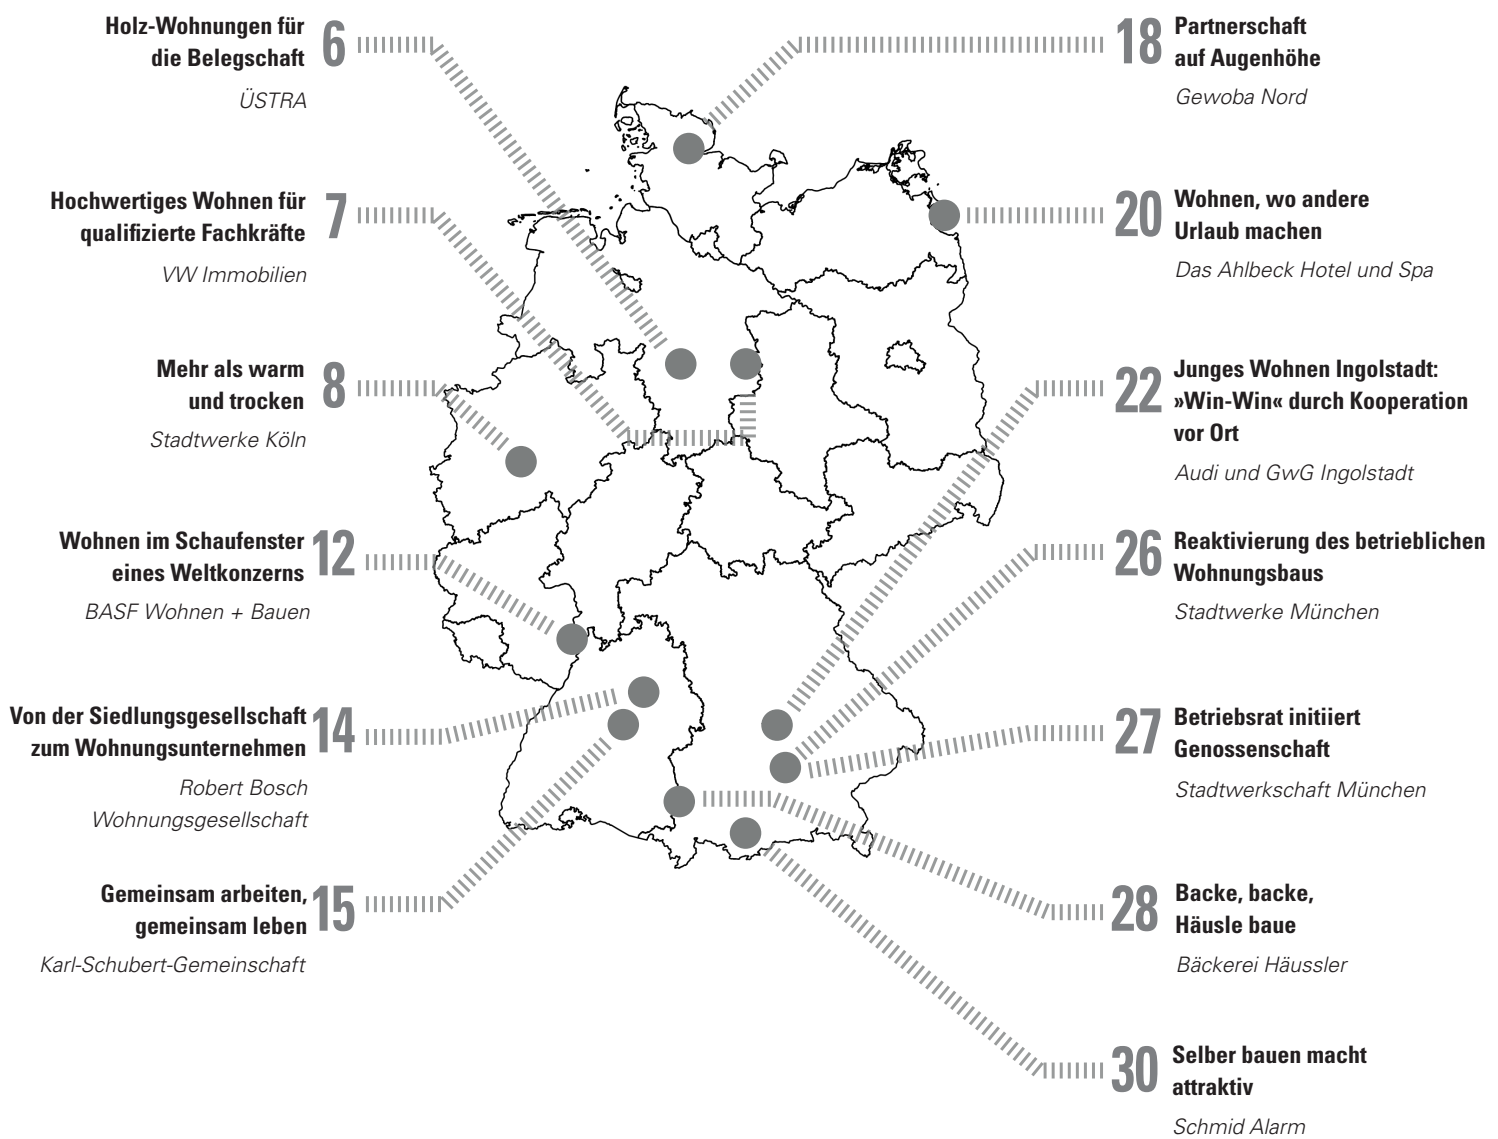 Holz-Wohnungen für
die Belegschaft
6
ÜSTRA
Hochwertiges Wohnen für
qualifizierte Fachkräfte
7
VW Immobilien
Mehr als warm
und trocken
8
Stadtwerke Köln
Wohnen im Schaufenster
eines Weltkonzerns
12
BASF Wohnen + Bauen
Von der Siedlungsgesellschaft
zum Wohnungsunternehmen
14
Robert Bosch
Wohnungsgesellschaft
Gemeinsam arbeiten,
gemeinsam leben
15
Karl-Schubert-Gemeinschaft
18
Partnerschaft
auf Augenhöhe
Gewoba Nord
20
Wohnen, wo andere
Urlaub machen
Das Ahlbeck Hotel und Spa
22
Junges Wohnen Ingolstadt:
»Win-Win« durch Kooperation
vor Ort
Audi und GwG Ingolstadt
26
Reaktivierung des betrieblichen
Wohnungsbaus
Stadtwerke München
27
Betriebsrat initiiert
Genossenschaft
Stadtwerkschaft München
28
Backe, backe,
Häusle baue
Bäckerei Häussler
30
Selber bauen macht
attraktiv
Schmid Alarm